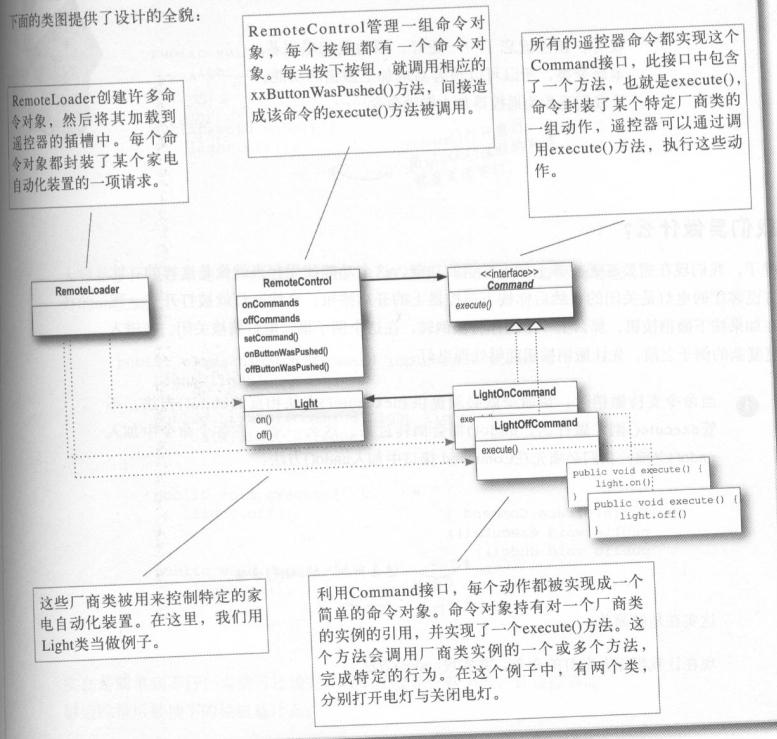 下面的类图提供了设计的全貌：
RemoteLoader创建许多命
令对象，然后将其加载到
遥控器的插槽中。每个命
令对象都封装了某个家电
自动化装置的一项请求。
RemoteControl管理一组命令对
象，每个按钮都有一个命令对
象。每当按下按钮，就调用相应的
xxButtonWasPushed()方法，间接造
成该命令的execute()方法被调用。
所有的遥控器命令都实现这个
Command接口，此接口中包含
了一个方法，也就是execute()，
命令封装了某个特定厂商类的
一组动作，遥控器可以通过调
用execute()方法，执行这些动
作。
RemoteLoader
RemoteControl
onCommands
offCommands
setCommand()
onButtonWasPushed()
offButtonWasPushed()
<<interface>>
Command
execute()
Light
on()
off()
LightOnCommand
exe
LightOffCommand
execute()
public void execute() {
light.on()
}
public void execute() {
light.off()
}
这些厂商类被用来控制特定的家
电自动化装置。在这里，我们用
Light类当做例子。
利用Command接口，每个动作都被实现成一个
简单的命令对象。命令对象持有对一个厂商类
的实例的引用，并实现了一个execute()方法。这
个方法会调用厂商类实例的一个或多个方法，
完成特定的行为。在这个例子中，有两个类，
分别打开电灯与关闭电灯。